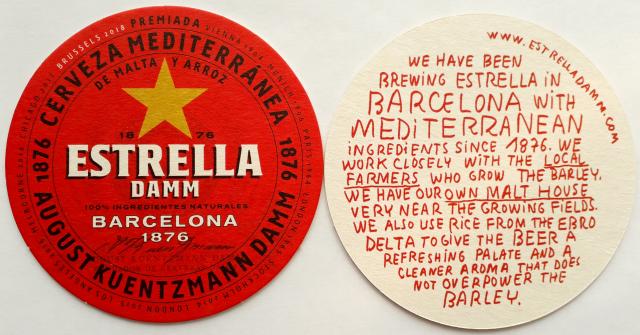 PREMIADA
BRUSSELS 2018
CERVEZA MEDITERRÁNEA
DE MALTA Y ARROZ
1876
ESTRELLA
DAMM
100% INGREDIENTES NATURALES
BARCELONA
1876
1876 AUGUST KUENTZMANN DAMM 1876
WWW.ESTRELLADAMM.COM
WE HAVE BEEN
BREWING ESTRELLA IN
BARCELONA WITH
MEDITERRANEAN
INGREDIENTS SINCE 1876. WE
WORK CLOSELY WITH THE LOCAL
FARMERS WHO GROW THE BARLEY.
WE HAVE OUR OWN MALT HOUSE
VERY NEAR THE GROWING FIELDS.
WE ALSO USE RICE FROM THE EBRO
DELTA TO GIVE THE BEER A
REFRESHING PALATE AND A
CLEANER AROMA THAT DOES
NOT OVERPOWER THE
BARLEY.